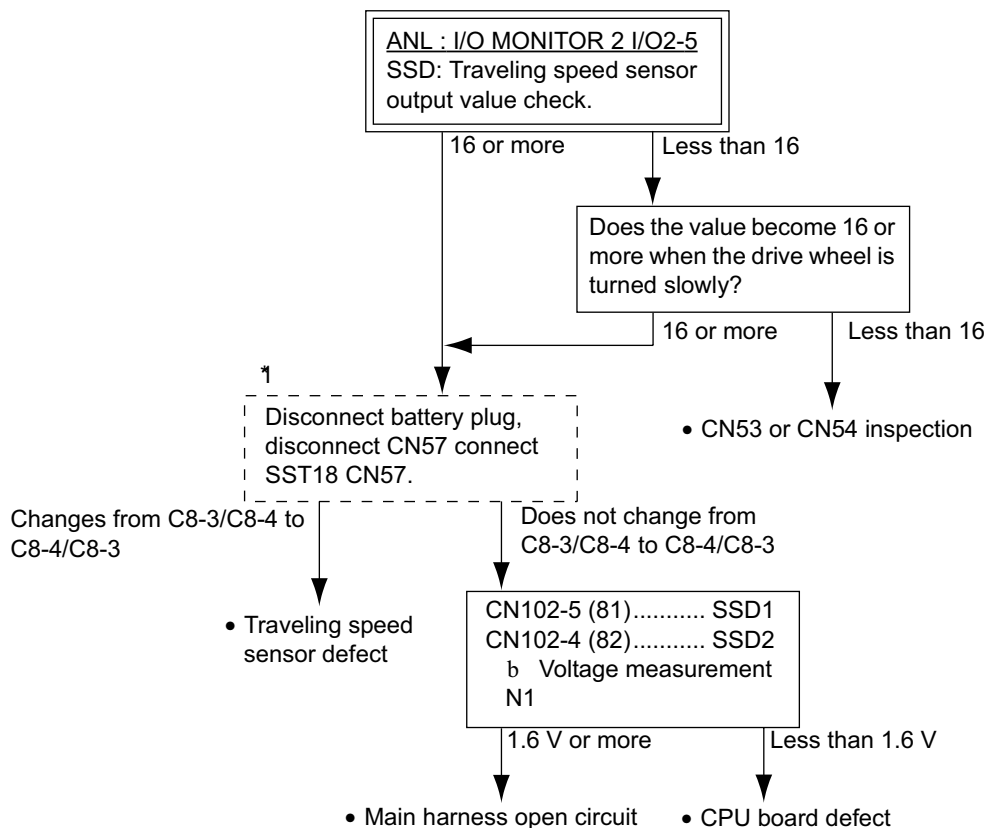 ANL : I/O MONITOR 2 I/O2-5
SSD: Traveling speed sensor
output value check.
16 or more
Less than 16
Does the value become 16 or
more when the drive wheel is
turned slowly?
16 or more
Less than 16
*1
Disconnect battery plug,
disconnect CN57 connect
SST18 CN57.
• CN53 or CN54 inspection
Changes from C8-3/C8-4 to
C8-4/C8-3
Does not change from
C8-3/C8-4 to C8-4/C8-3
• Traveling speed
sensor defect
CN102-5 (81)........... SSD1
CN102-4 (82)........... SSD2
b Voltage measurement
N1
1.6 V or more
Less than 1.6 V
• Main harness open circuit
• CPU board defect